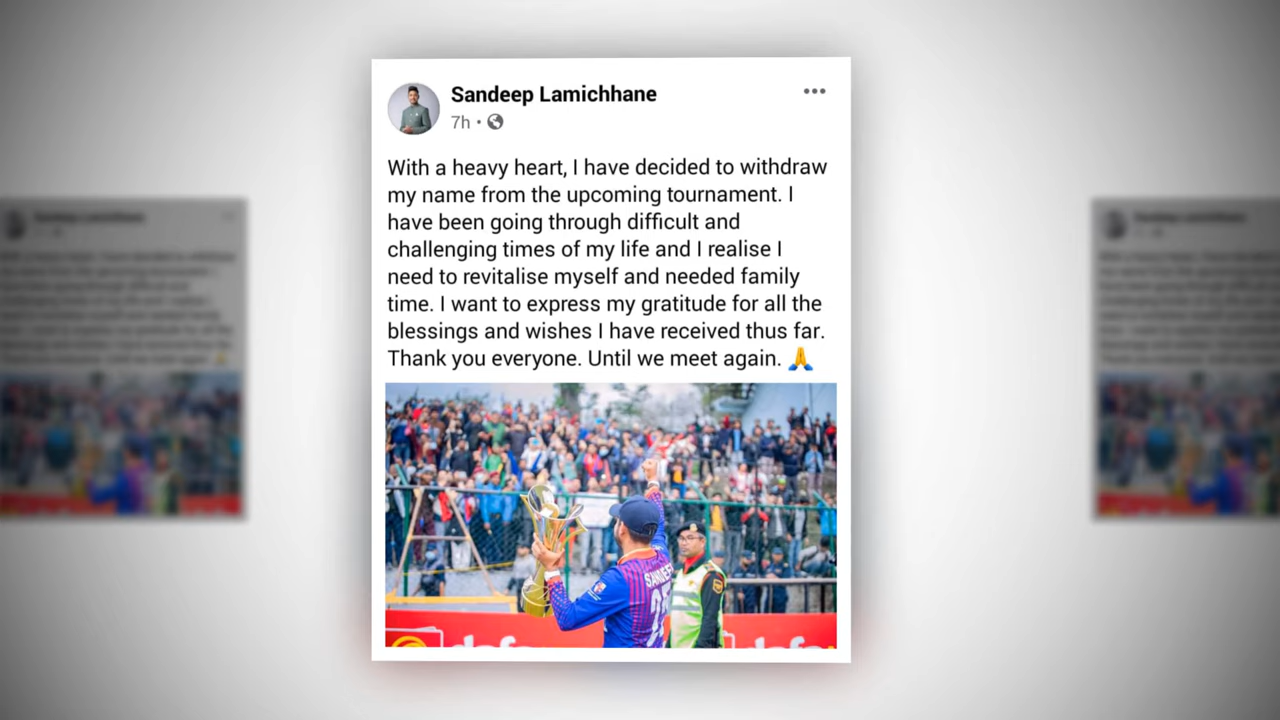 Sandeep Lamichhane
7h •
With a heavy heart, I have decided to withdraw
my name from the upcoming tournament. I
have been going through difficult and
challenging times of my life and I realise I
need to revitalise myself and needed family
time. I want to express my gratitude for all the
blessings and wishes I have received thus far.
Thank you everyone. Until we meet again. 🙏